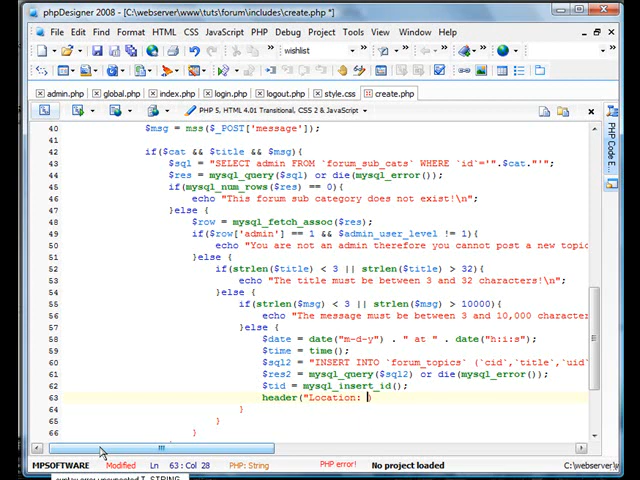 phpDesigner 2008 - [C:\webserver\www\tuts\forum\includes\create.php *]
File Edit Find Format HTML CSS JavaScript PHP Debug Project Tools View Window
wishlist
admin.php global.php index.php login.php logout.php style.css create.php
PHP 5, HTML 4.01 Transitional, CSS 2 & JavaScript
PHP Code E...
40 $msg = mss($_POST['message']);
42 if($cat && $title && $msg){
43 $sql = "SELECT admin FROM `forum_sub_cats` WHERE `id`='".$cat."'";
44 $res = mysql_query($sql) or die(mysql_error());
45 if(mysql_num_rows($res) == 0){
46 echo "This forum sub category does not exist!\n";
47 }else {
48 $row = mysql_fetch_assoc($res);
49 if($row['admin'] == 1 && $admin_user_level != 1){
50 echo "You are not an admin therefore you cannot post a new topic
51 }else {
52 if(strlen($title) < 3 || strlen($title) > 32){
53 echo "The title must be between 3 and 32 characters!\n";
54 }else {
55 if(strlen($msg) < 3 || strlen($msg) > 10000){
56 echo "The message must be between 3 and 10,000 character
57 }else {
58 $date = date("m-d-y") . " at " . date("h:i:s");
59 $time = time();
60 $sql2 = "INSERT INTO `forum_topics` (`cid`,`title`,`uid`
61 $res2 = mysql_query($sql2) or die(mysql_error());
62 $tid = mysql_insert_id();
63 header("Location: )
64 }
65 }
66 }
MPSOFTWARE Modified Ln 63 : Col 28 PHP: String PHP error! No project loaded C:\webserver\w
syntax error, unexpected T_STRING